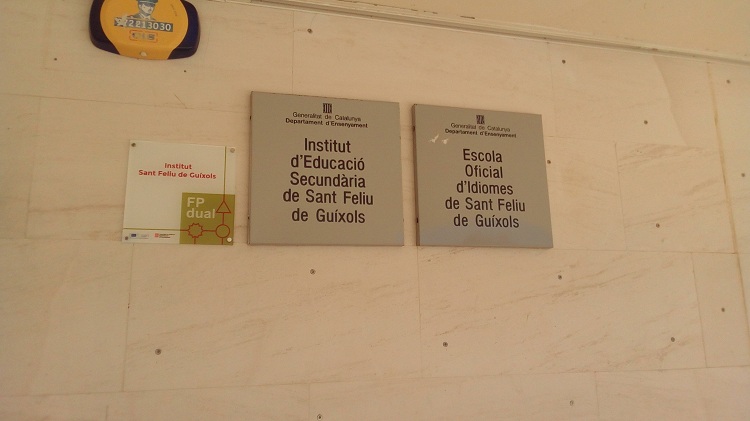 Institut
Sant Feliu de Guíxols
FP
dual
Generalitat de Catalunya
Departament d'Ensenyament
Institut
d'Educació
Secundària
de Sant Feliu
de Guíxols
Generalitat de Catalunya
Departament d'Ensenyament
Escola
Oficial
d'Idiomes
de Sant Feliu
de Guíxols